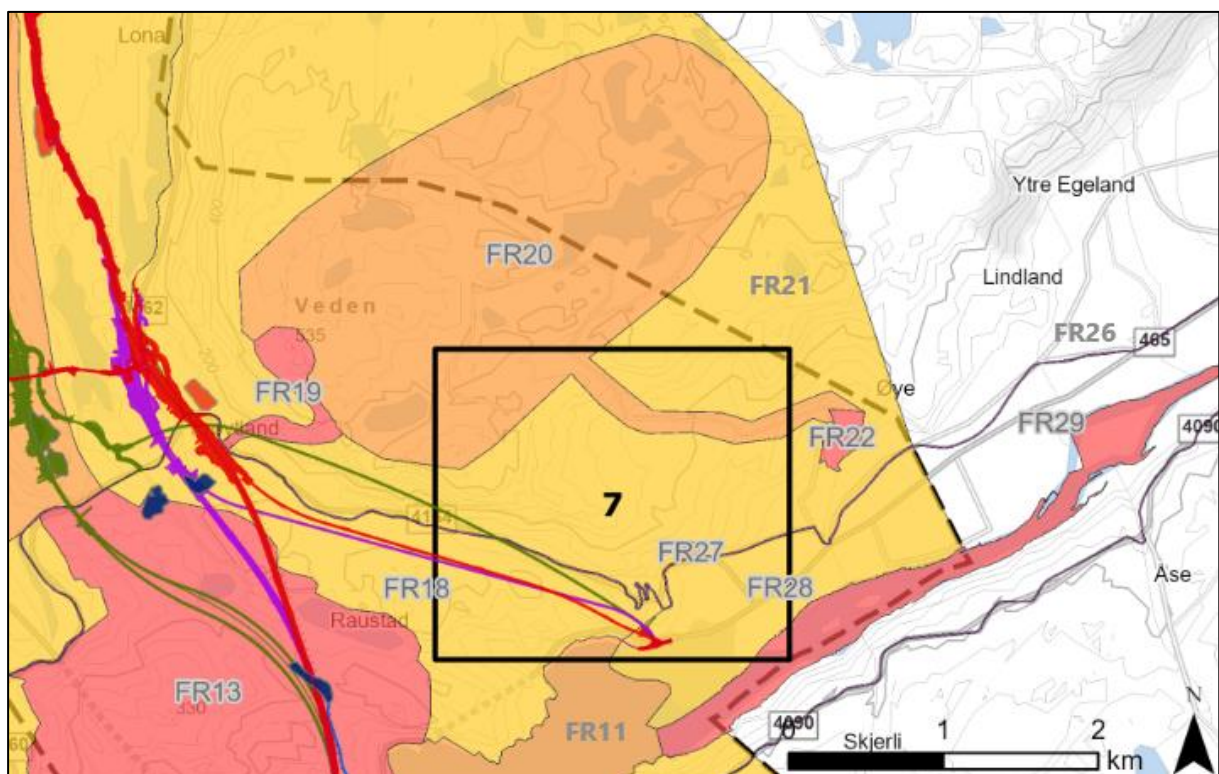 Lona
Ytre Egeland
FR20
FR21
Lindland
Veden
FR26
535
465
FR19
Øye
FR22
FR29
4090
7
FR27
FR18
FR28
Åse
Raustad
FR13
330
N
FR11
4090
Skjerli
0
1
2
km